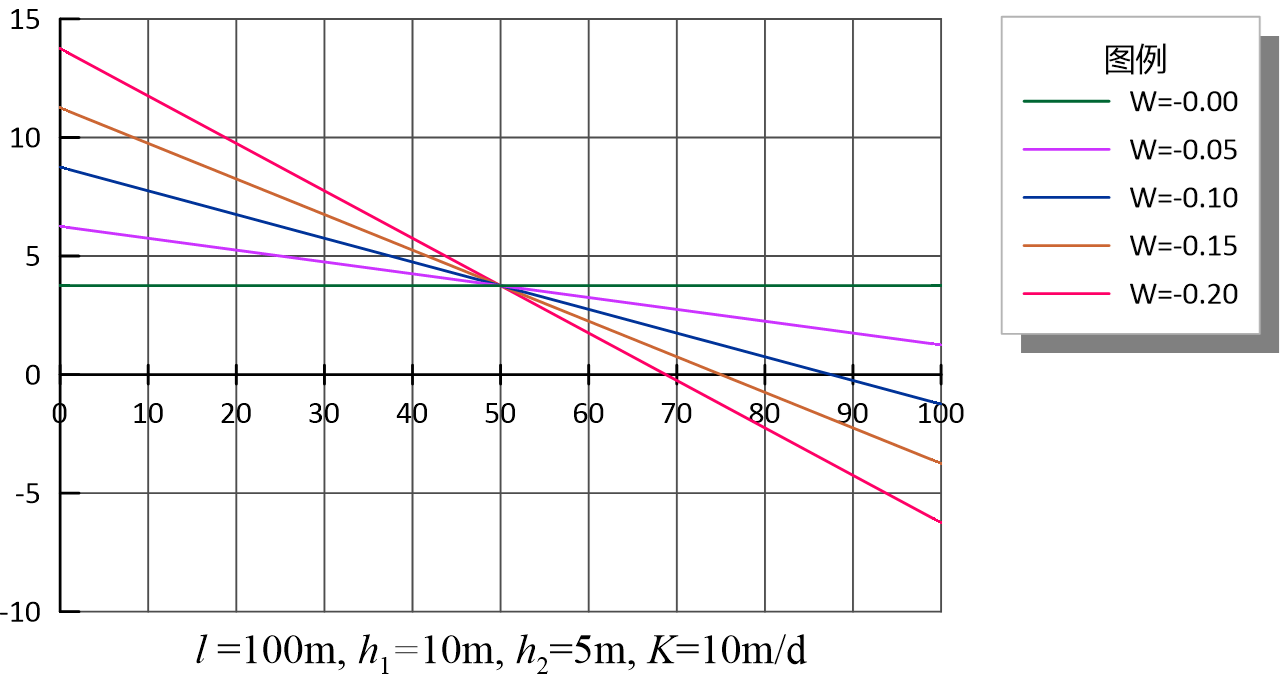 15
10
5
0
-5
-10
0 10 20 30 40 50 60 70 80 90 100
l =100m, h₁=10m, h₂=5m, K=10m/d
图例
W=-0.00
W=-0.05
W=-0.10
W=-0.15
W=-0.20